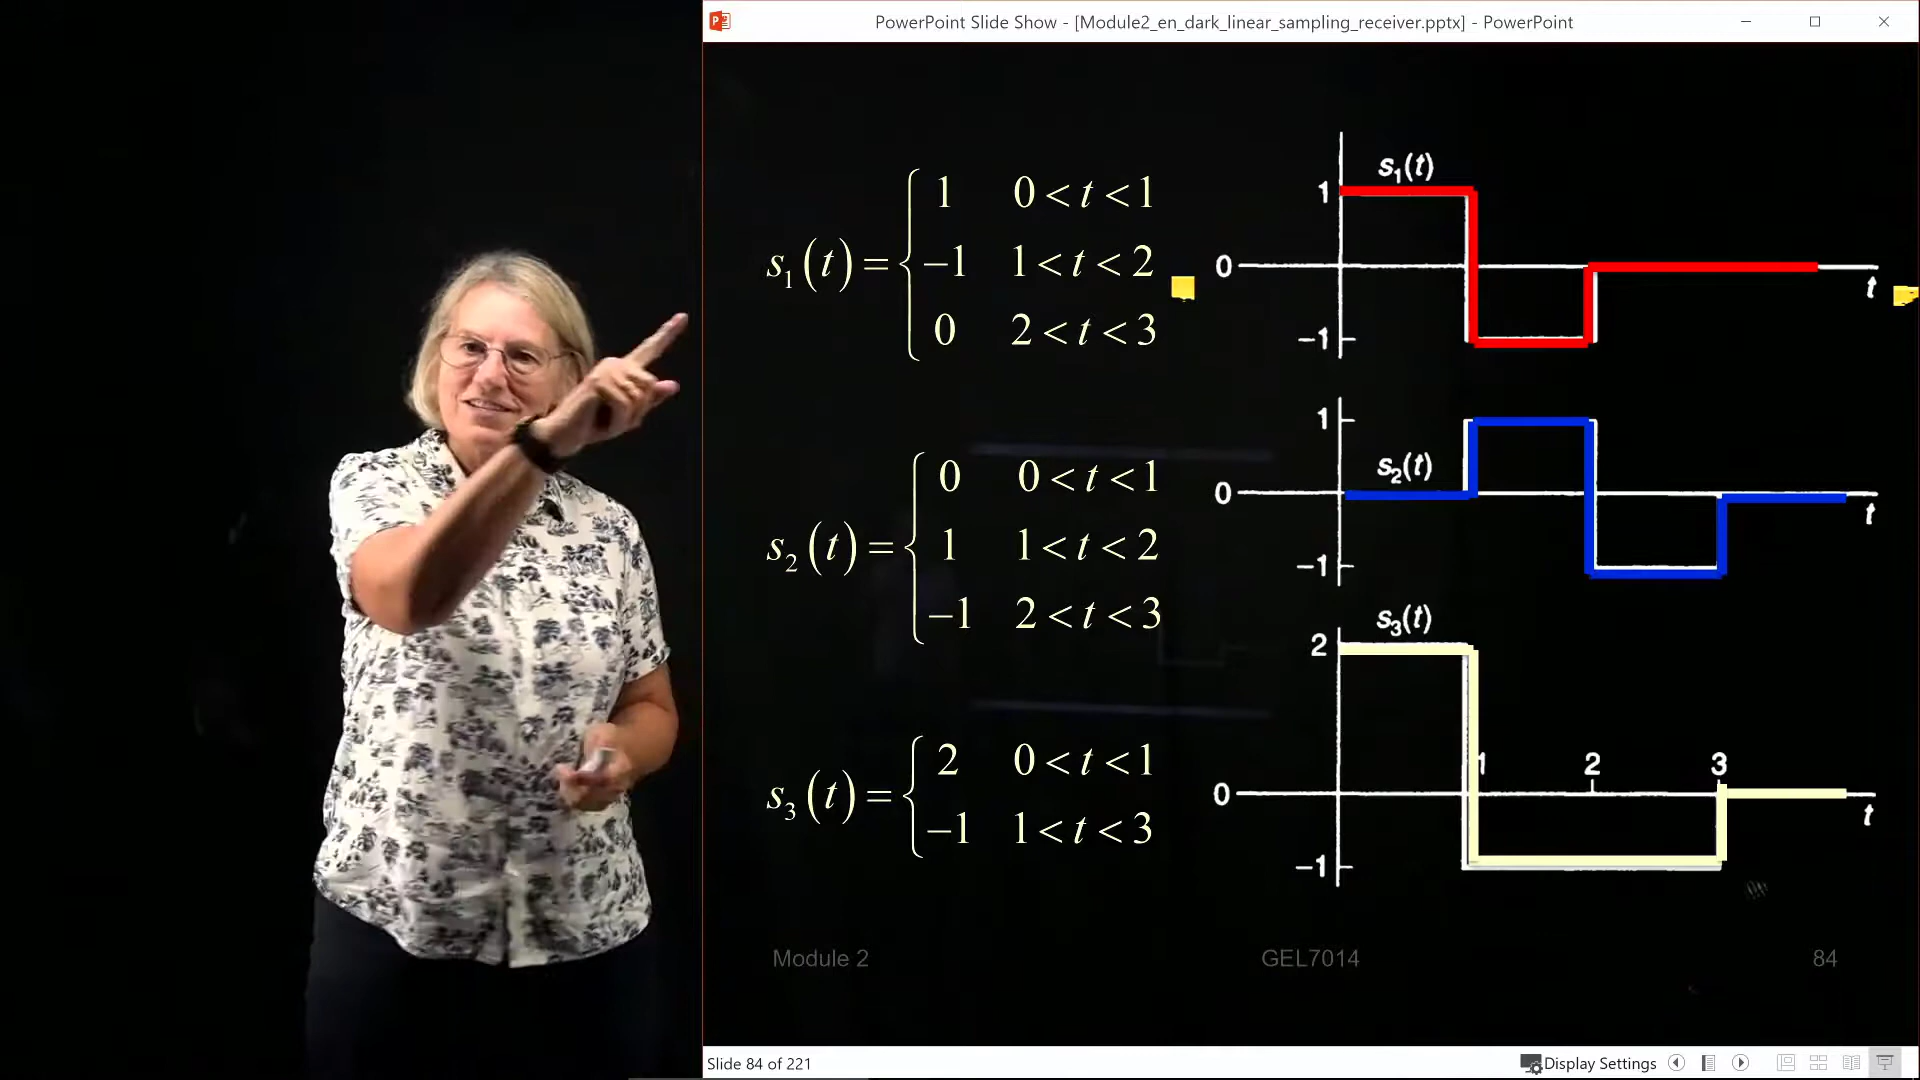 PowerPoint Slide Show - [Module2_en_dark_linear_sampling_receiver.pptx] - PowerPoint
s₁(t) = { 1 0 < t < 1
−1 1 < t < 2
0 2 < t < 3
s₁(t)
1
0
−1
t
s₂(t) = { 0 0 < t < 1
1 1 < t < 2
−1 2 < t < 3
1
s₂(t)
0
−1
t
s₃(t) = { 2 0 < t < 1
−1 1 < t < 3
s₃(t)
2
1 2 3
0
t
−1
Module 2 GEL7014 84
Slide 84 of 221 Display Settings